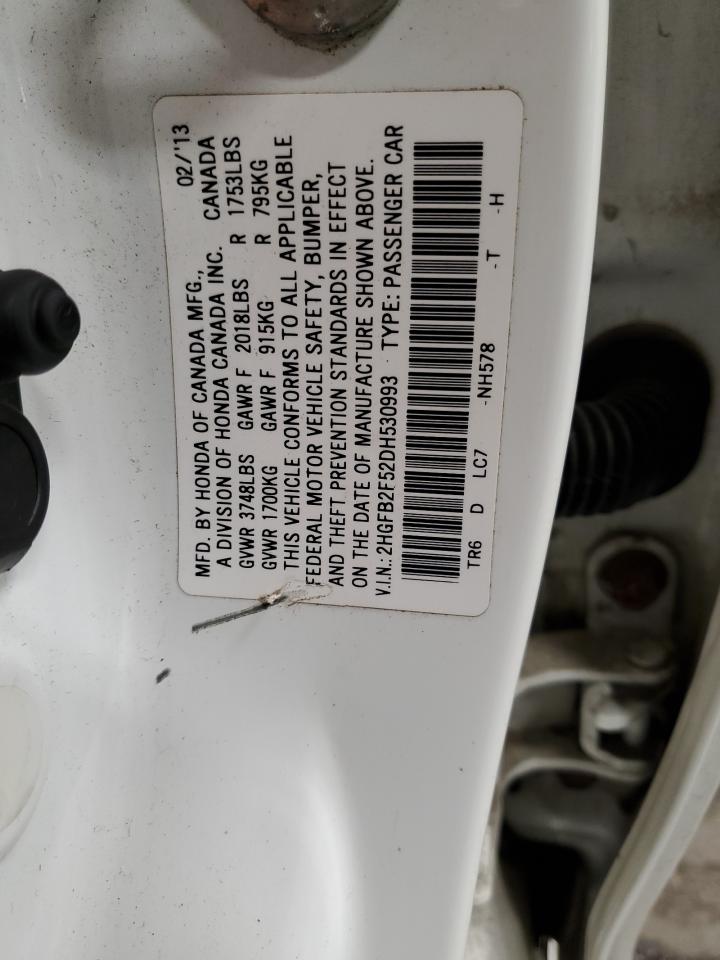 MFD. BY HONDA OF CANADA MFG., 02/'13
A DIVISION OF HONDA CANADA INC. CANADA
GVWR 3748LBS GAWR F 2018LBS R 1753LBS
GVWR 1700KG GAWR F 915KG R 795KG
THIS VEHICLE CONFORMS TO ALL APPLICABLE
FEDERAL MOTOR VEHICLE SAFETY, BUMPER,
AND THEFT PREVENTION STANDARDS IN EFFECT
ON THE DATE OF MANUFACTURE SHOWN ABOVE.
V.I.N.: 2HGFB2F52DH530993 TYPE: PASSENGER CAR
TR6 D LC7 -NH578 -T -H